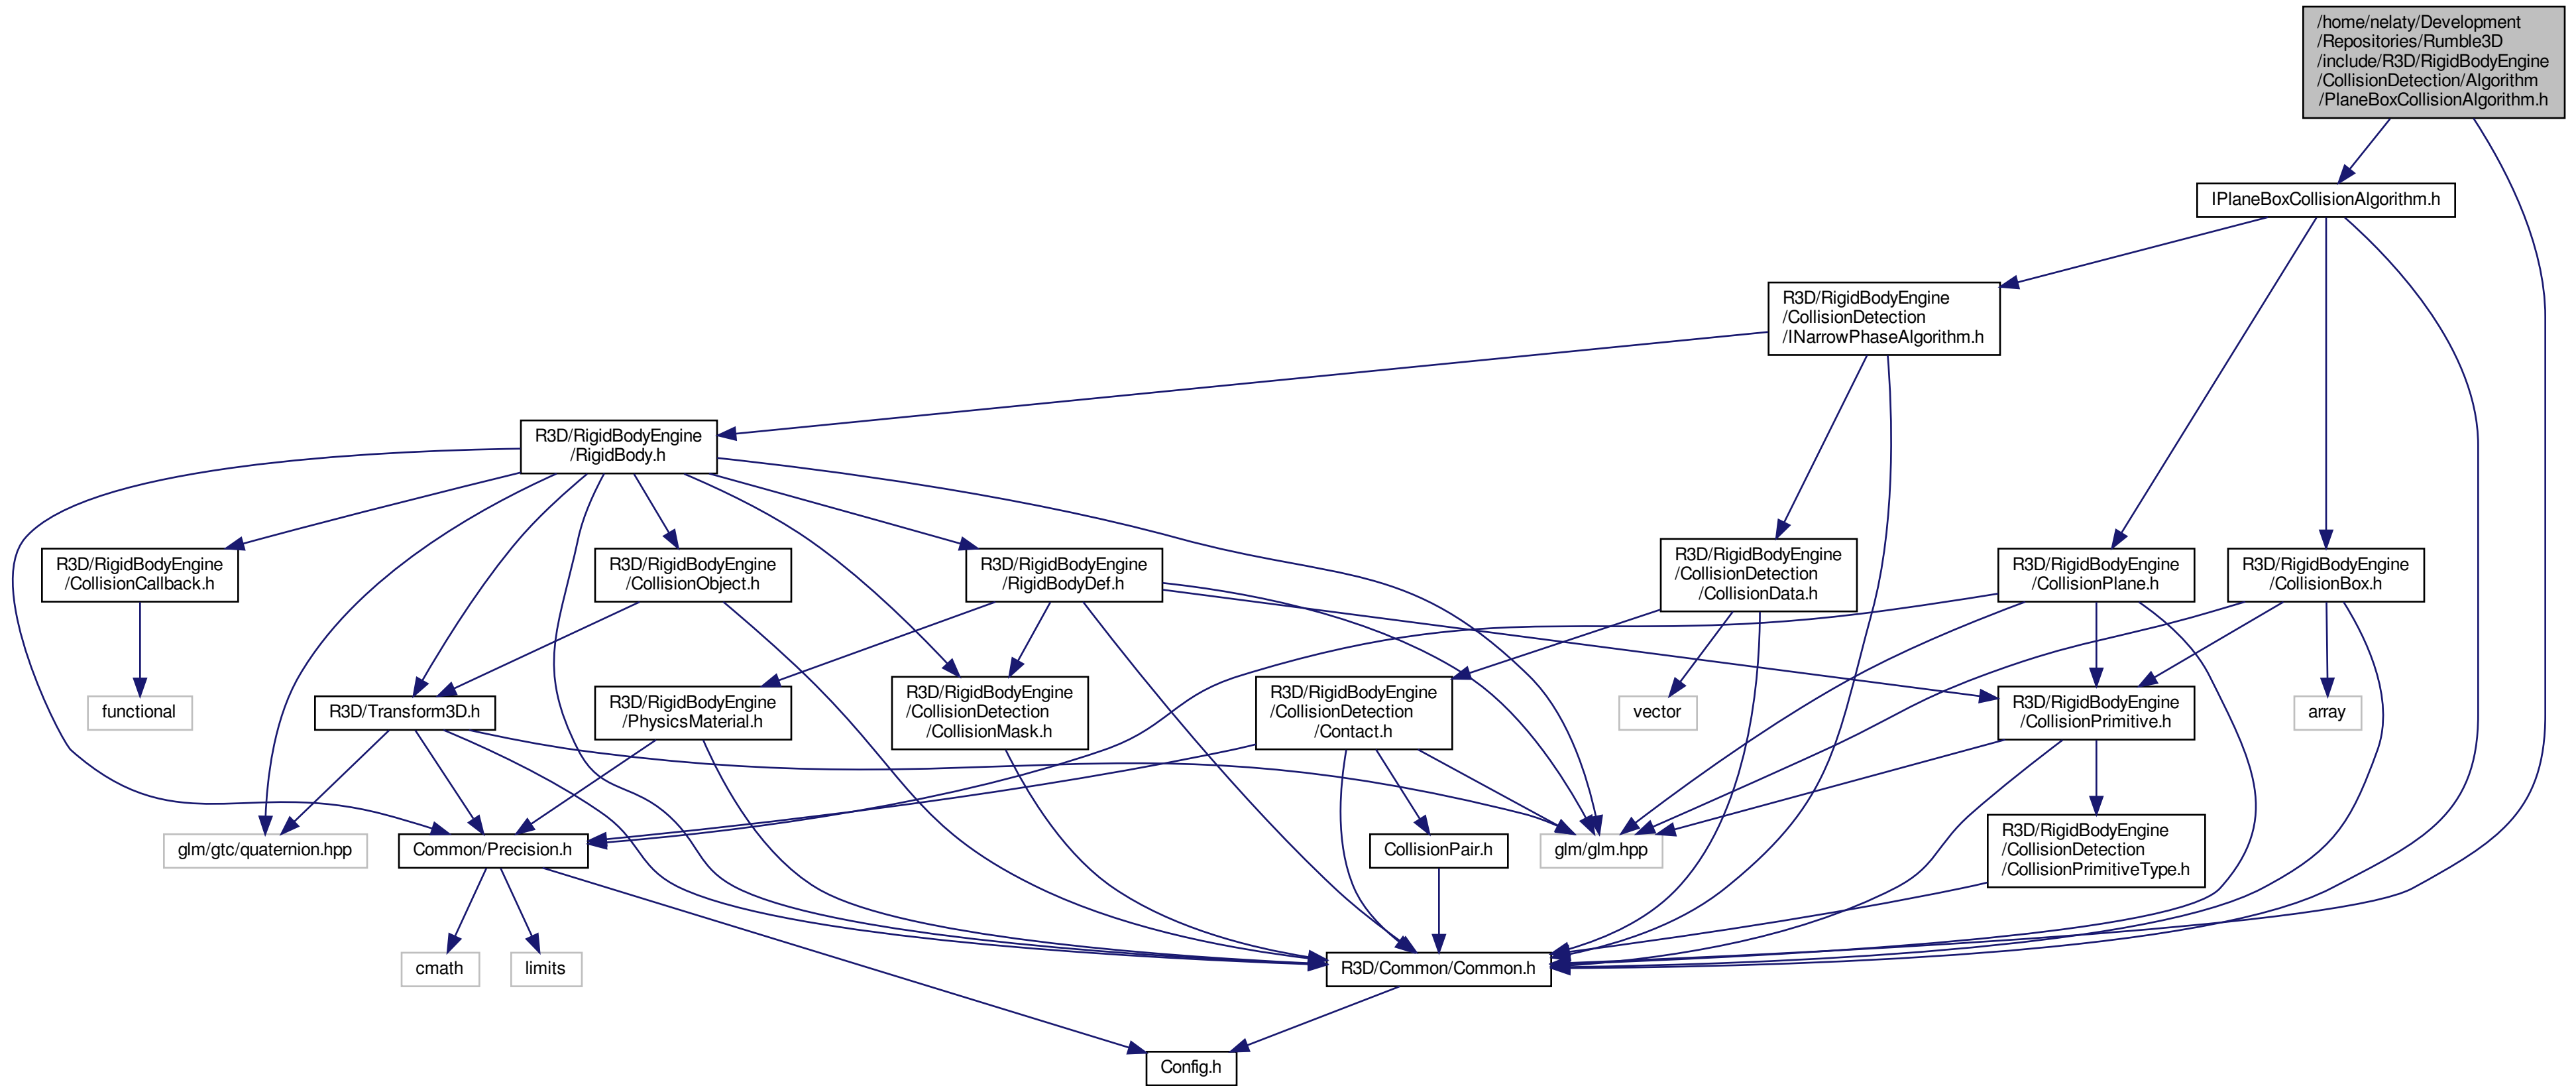 /home/nelaty/Development
/Repositories/Rumble3D
/include/R3D/RigidBodyEngine
/CollisionDetection/Algorithm
/PlaneBoxCollisionAlgorithm.h
IPlaneBoxCollisionAlgorithm.h
R3D/RigidBodyEngine
/CollisionDetection
/INarrowPhaseAlgorithm.h
R3D/RigidBodyEngine
/RigidBody.h
R3D/RigidBodyEngine
/CollisionCallback.h
R3D/RigidBodyEngine
/CollisionObject.h
R3D/RigidBodyEngine
/RigidBodyDef.h
R3D/RigidBodyEngine
/CollisionDetection
/CollisionData.h
R3D/RigidBodyEngine
/CollisionPlane.h
R3D/RigidBodyEngine
/CollisionBox.h
functional
R3D/Transform3D.h
R3D/RigidBodyEngine
/PhysicsMaterial.h
R3D/RigidBodyEngine
/CollisionDetection
/CollisionMask.h
R3D/RigidBodyEngine
/CollisionDetection
/Contact.h
vector
R3D/RigidBodyEngine
/CollisionPrimitive.h
array
glm/gtc/quaternion.hpp
Common/Precision.h
CollisionPair.h
glm/glm.hpp
R3D/RigidBodyEngine
/CollisionDetection
/CollisionPrimitiveType.h
cmath
limits
R3D/Common/Common.h
Config.h